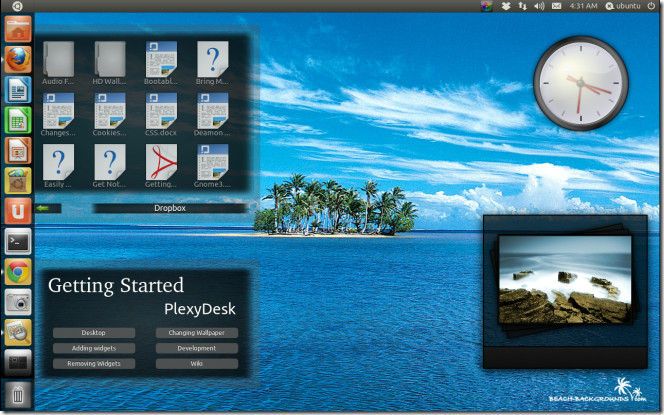 4:31 AM ubuntu
Audio F... HD Wall... Bootabl... Bring M...
Changes... Cookies... CSS.docx Deamon ...
Easily ... Get Not... Getting... Gnome3....
Dropbox
Getting Started
PlexyDesk
Desktop Changing Wallpaper
Adding widgets Development
Removing Widgets Wiki
BEACH-BACKGROUNDS.com